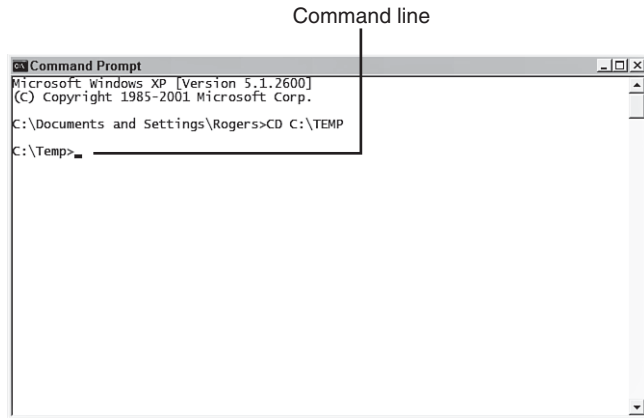 Command line
Command Prompt
Microsoft Windows XP [Version 5.1.2600]
(C) Copyright 1985-2001 Microsoft Corp.
C:\Documents and Settings\Rogers>CD C:\TEMP
C:\Temp>_